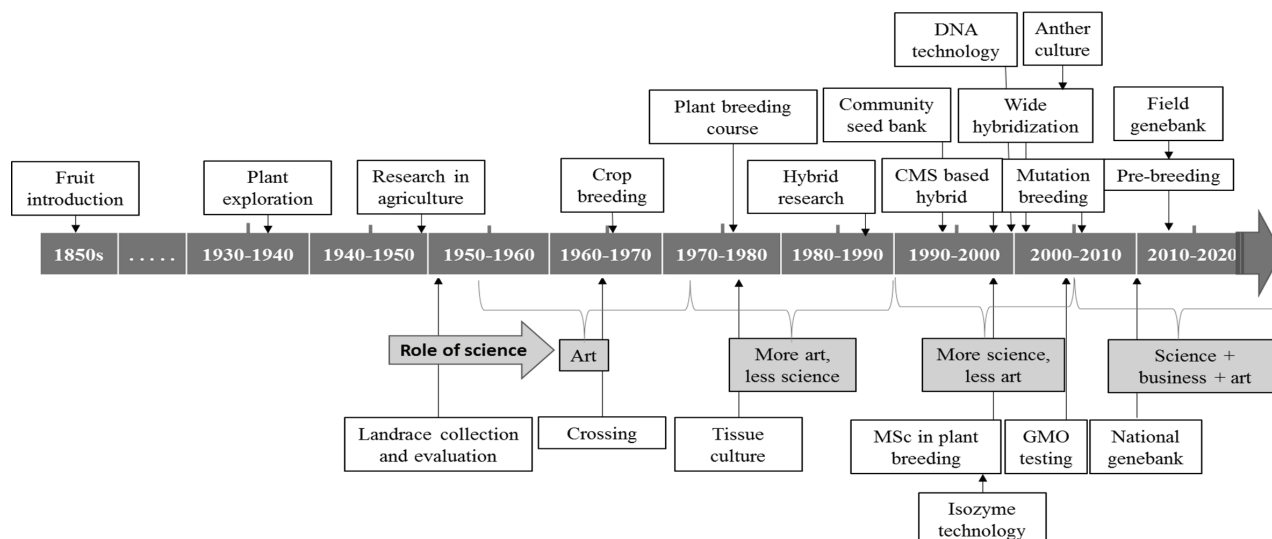 DNA
technology
Anther
culture
Plant breeding
course
Community
seed bank
Wide
hybridization
Field
genebank
Fruit
introduction
Plant
exploration
Research in
agriculture
Crop
breeding
Hybrid
research
CMS based
hybrid
Mutation
breeding
Pre-breeding
1850s
. . . . .
1930-1940
1940-1950
1950-1960
1960-1970
1970-1980
1980-1990
1990-2000
2000-2010
2010-2020
Role of science
Art
More art,
less science
More science,
less art
Science +
business + art
Landrace collection
and evaluation
Crossing
Tissue
culture
MSc in plant
breeding
GMO
testing
National
genebank
Isozyme
technology